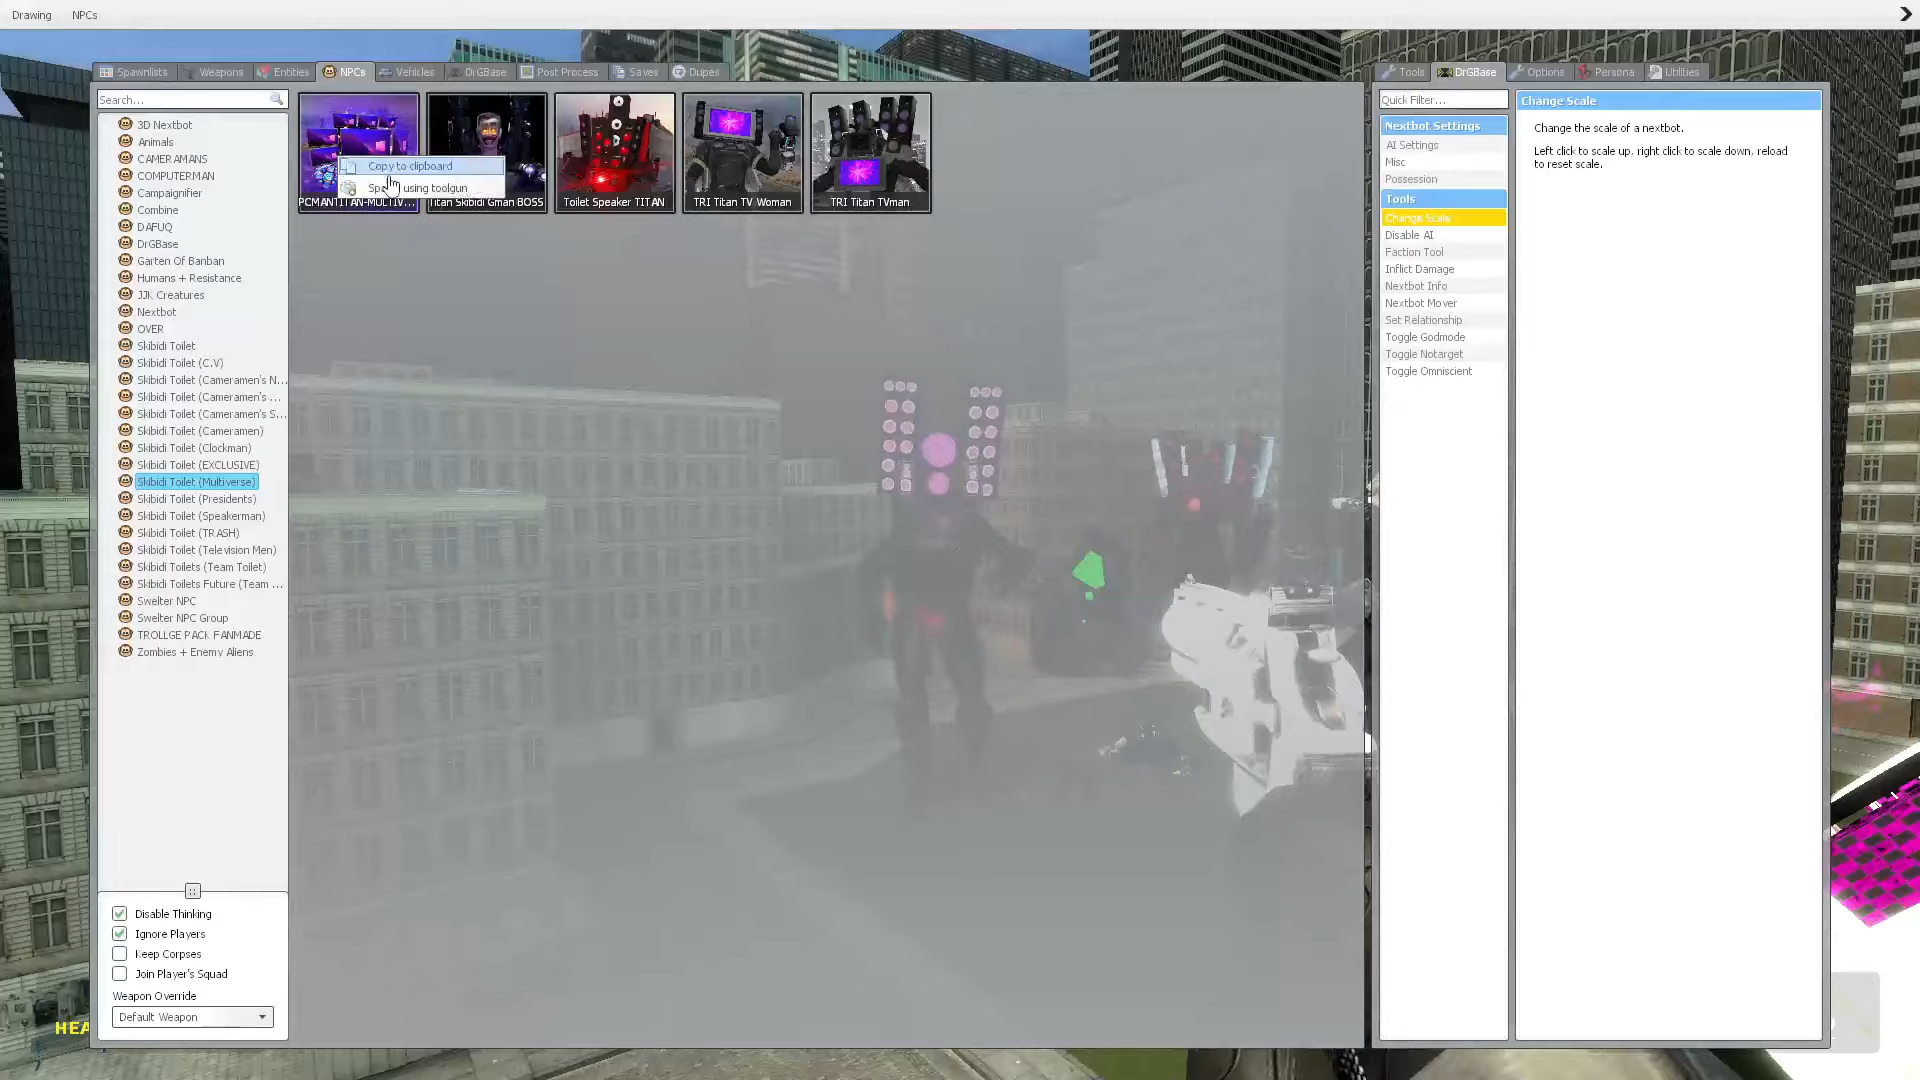 Drawing NPCs
Spawnlists Weapons Entities NPCs Vehicles DrGBase Post Process Saves Dupes
Search...
3D Nextbot
Animals
CAMERAMANS
COMPUTERMAN
Campaignifier
Combine
DAFUQ
DrGBase
Garten Of Banban
Humans + Resistance
JJK Creatures
Nextbot
OVER
Skibidi Toilet
Skibidi Toilet (C.V)
Skibidi Toilet (Cameramen's N...
Skibidi Toilet (Cameramen's ...
Skibidi Toilet (Cameramen's S...
Skibidi Toilet (Cameramen)
Skibidi Toilet (Clockman)
Skibidi Toilet (EXCLUSIVE)
Skibidi Toilet (Multiverse)
Skibidi Toilet (Presidents)
Skibidi Toilet (Speakerman)
Skibidi Toilet (TRASH)
Skibidi Toilet (Television Men)
Skibidi Toilets (Team Toilet)
Skibidi Toilets Future (Team ...
Swelter NPC
Swelter NPC Group
TROLLGE PACK FANMADE
Zombies + Enemy Aliens
Disable Thinking
Ignore Players
Keep Corpses
Join Player's Squad
Weapon Override
Default Weapon
Copy to clipboard
using toolgun
PCMANTITAN-MULTIV...
Titan Skibidi Gman BOSS
Toilet Speaker TITAN
TRI Titan TV Woman
TRI Titan TVman
Tools DrGBase Options Persona Utilities
Quick Filter...
Nextbot Settings
AI Settings
Misc
Possession
Tools
Change Scale
Disable AI
Faction Tool
Inflict Damage
Nextbot Info
Nextbot Mover
Set Relationship
Toggle Godmode
Toggle Notarget
Toggle Omniscient
Change Scale
Change the scale of a nextbot.
Left click to scale up, right click to scale down, reload
to reset scale.
HEA